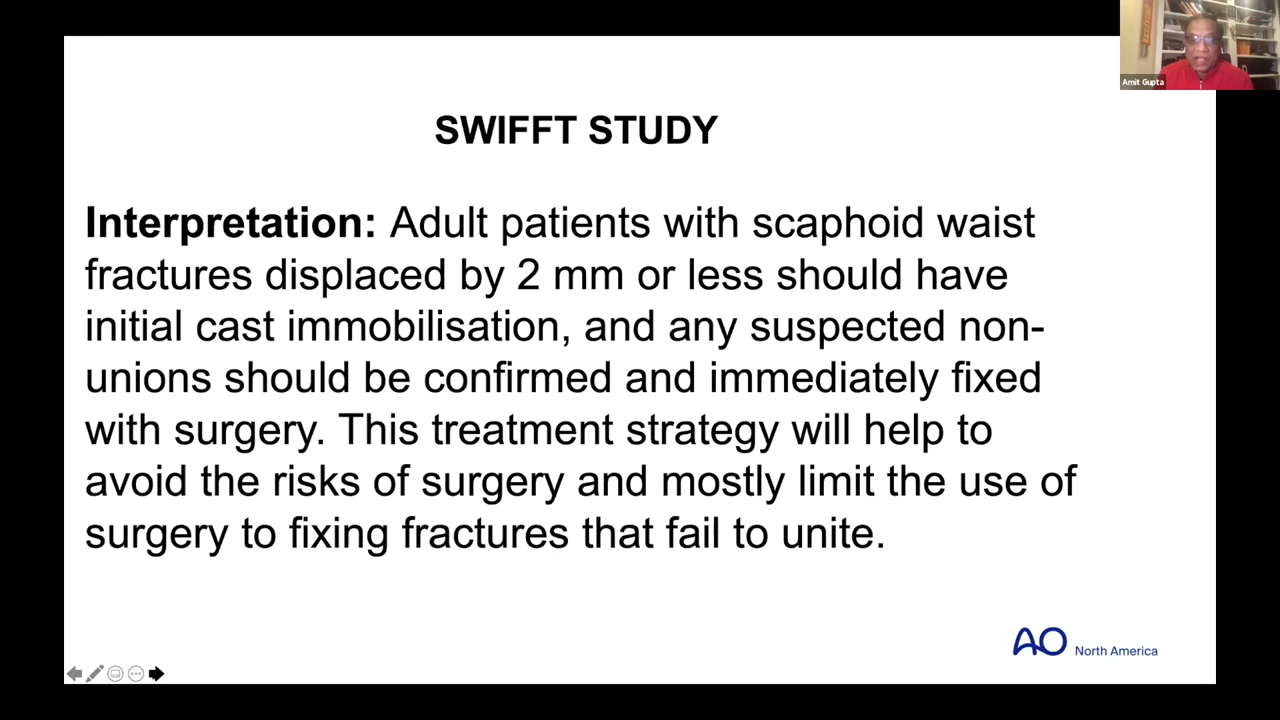 Amit Gupta
SWIFFT STUDY
Interpretation: Adult patients with scaphoid waist
fractures displaced by 2 mm or less should have
initial cast immobilisation, and any suspected non-
unions should be confirmed and immediately fixed
with surgery. This treatment strategy will help to
avoid the risks of surgery and mostly limit the use of
surgery to fixing fractures that fail to unite.
AO North America